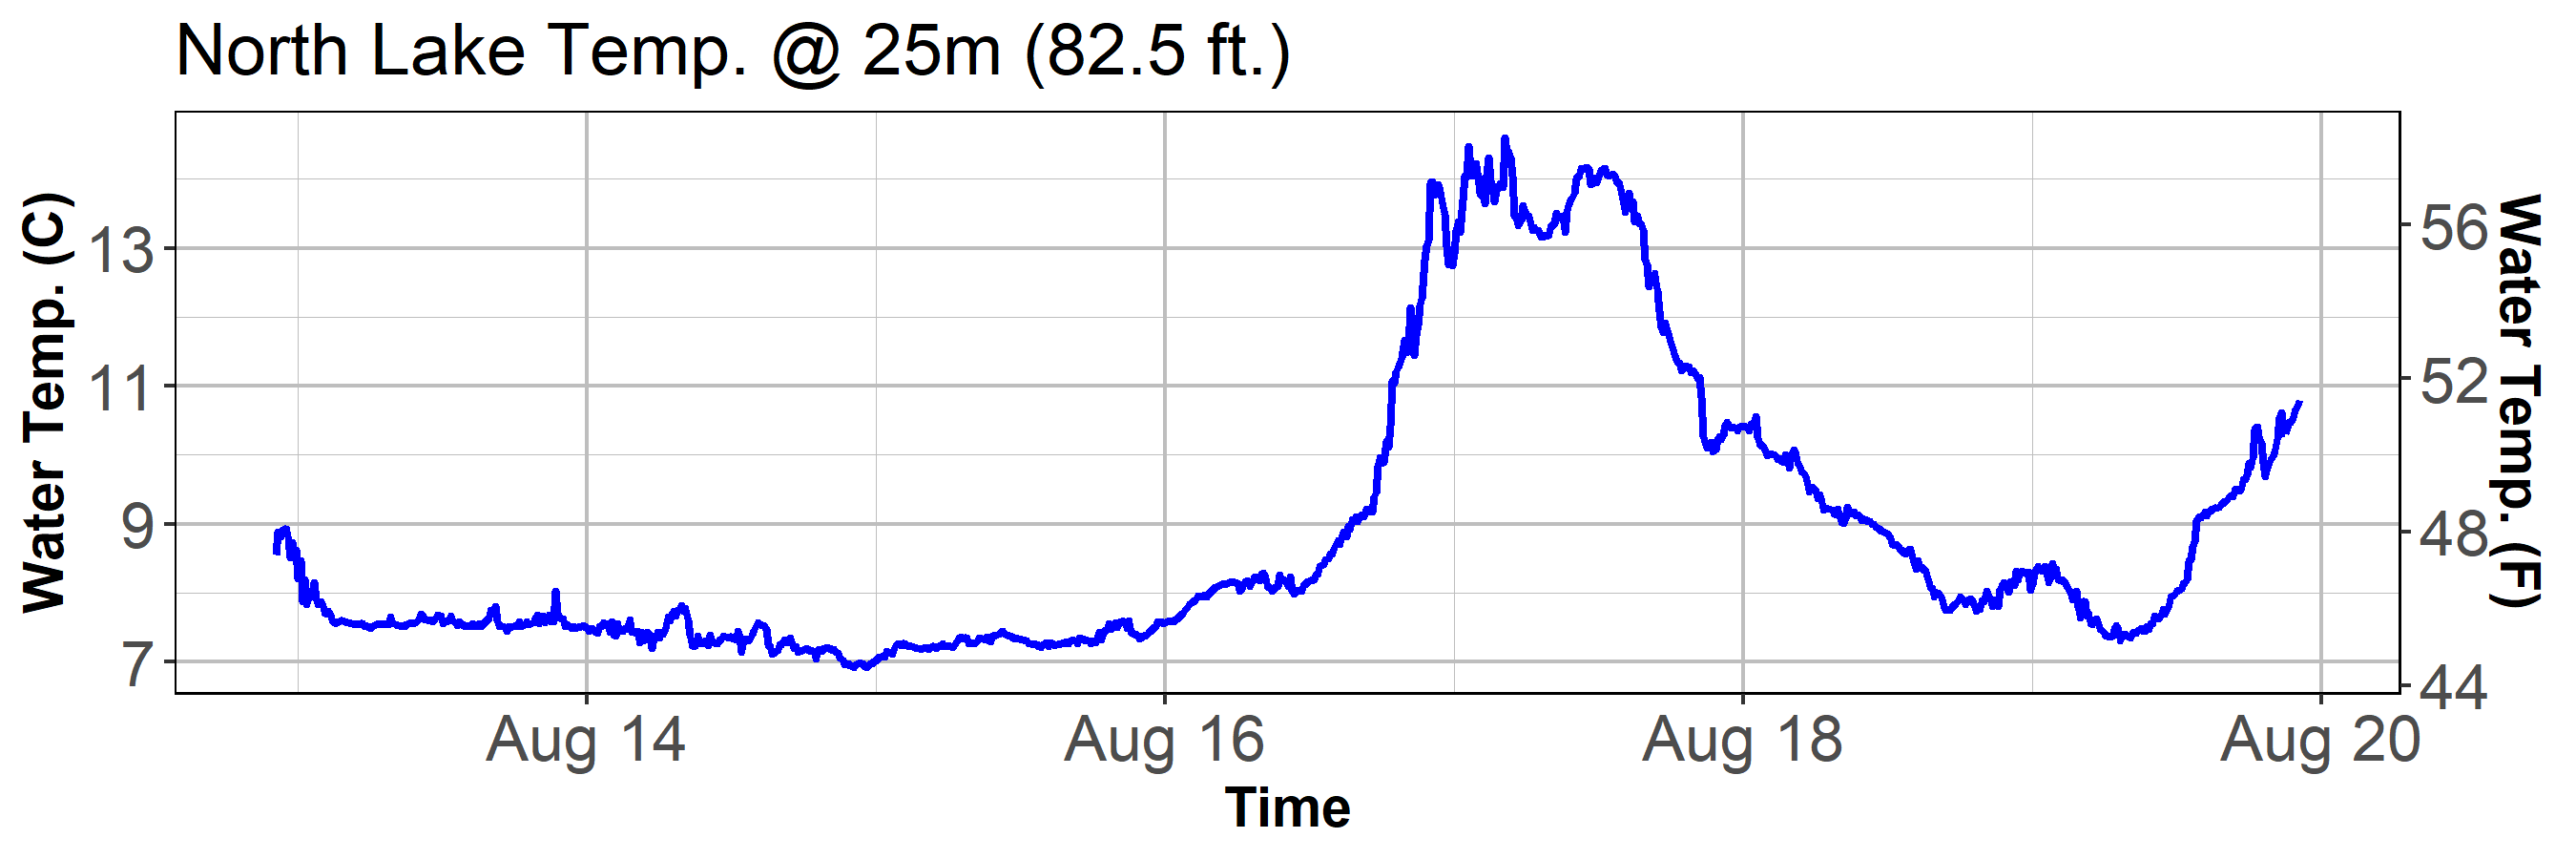 North Lake Temp. @ 25m (82.5 ft.)
Water Temp. (C)
13
11
9
7
56
52
48
44
Water Temp. (F)
Aug 14
Aug 16
Aug 18
Aug 20
Time